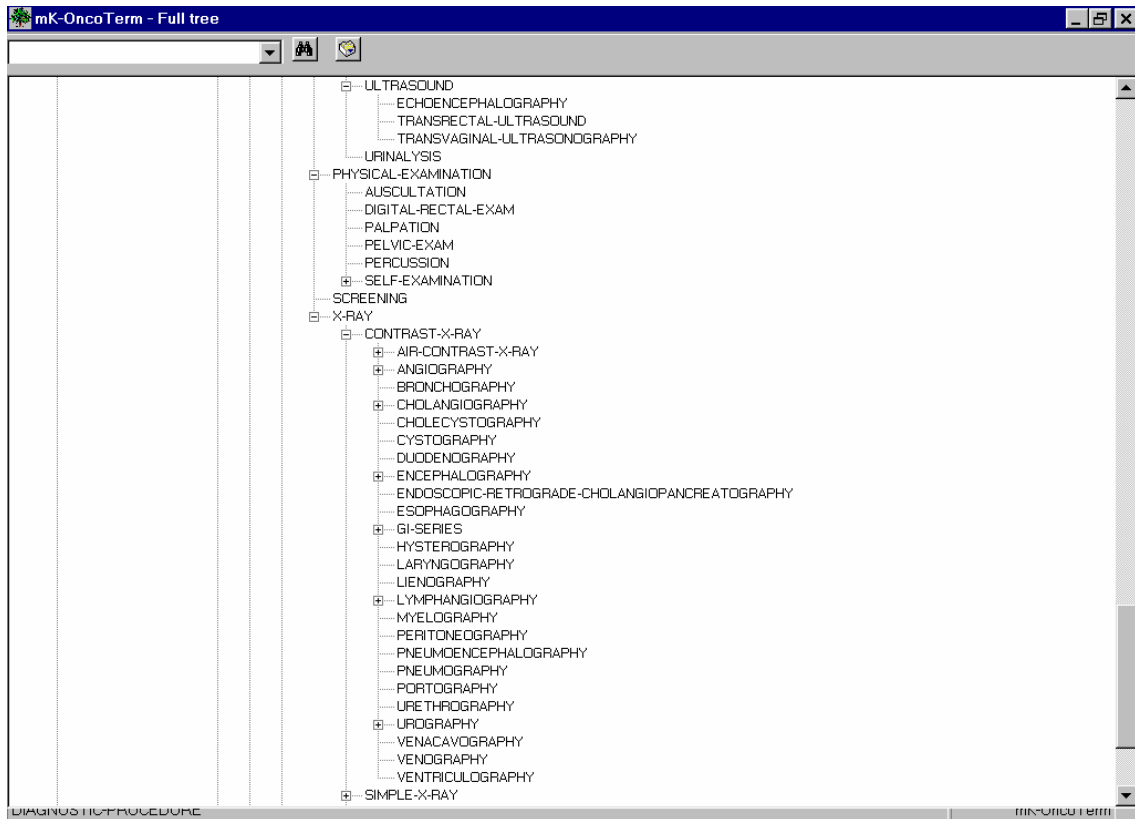 mK-OncoTerm - Full tree
ULTRASOUND
ECHOENCEPHALOGRAPHY
TRANSRECTAL-ULTRASOUND
TRANSVAGINAL-ULTRASONOGRAPHY
URINALYSIS
PHYSICAL-EXAMINATION
AUSCULTATION
DIGITAL-RECTAL-EXAM
PALPATION
PELVIC-EXAM
PERCUSSION
SELF-EXAMINATION
SCREENING
X-RAY
CONTRAST-X-RAY
AIR-CONTRAST-X-RAY
ANGIOGRAPHY
BRONCHOGRAPHY
CHOLANGIOGRAPHY
CHOLECYSTOGRAPHY
CYSTOGRAPHY
DUODENOGRAPHY
ENCEPHALOGRAPHY
ENDOSCOPIC-RETROGRADE-CHOLANGIOPANCREATOGRAPHY
ESOPHAGOGRAPHY
GI-SERIES
HYSTEROGRAPHY
LARYNGOGRAPHY
LIENOGRAPHY
LYMPHANGIOGRAPHY
MYELOGRAPHY
PERITONEOGRAPHY
PNEUMOENCEPHALOGRAPHY
PNEUMOGRAPHY
PORTOGRAPHY
URETHROGRAPHY
UROGRAPHY
VENACAVOGRAPHY
VENOGRAPHY
VENTRICULOGRAPHY
SIMPLE-X-RAY
DIAGNOSTIC-PROCEDURE mK-OncoTerm